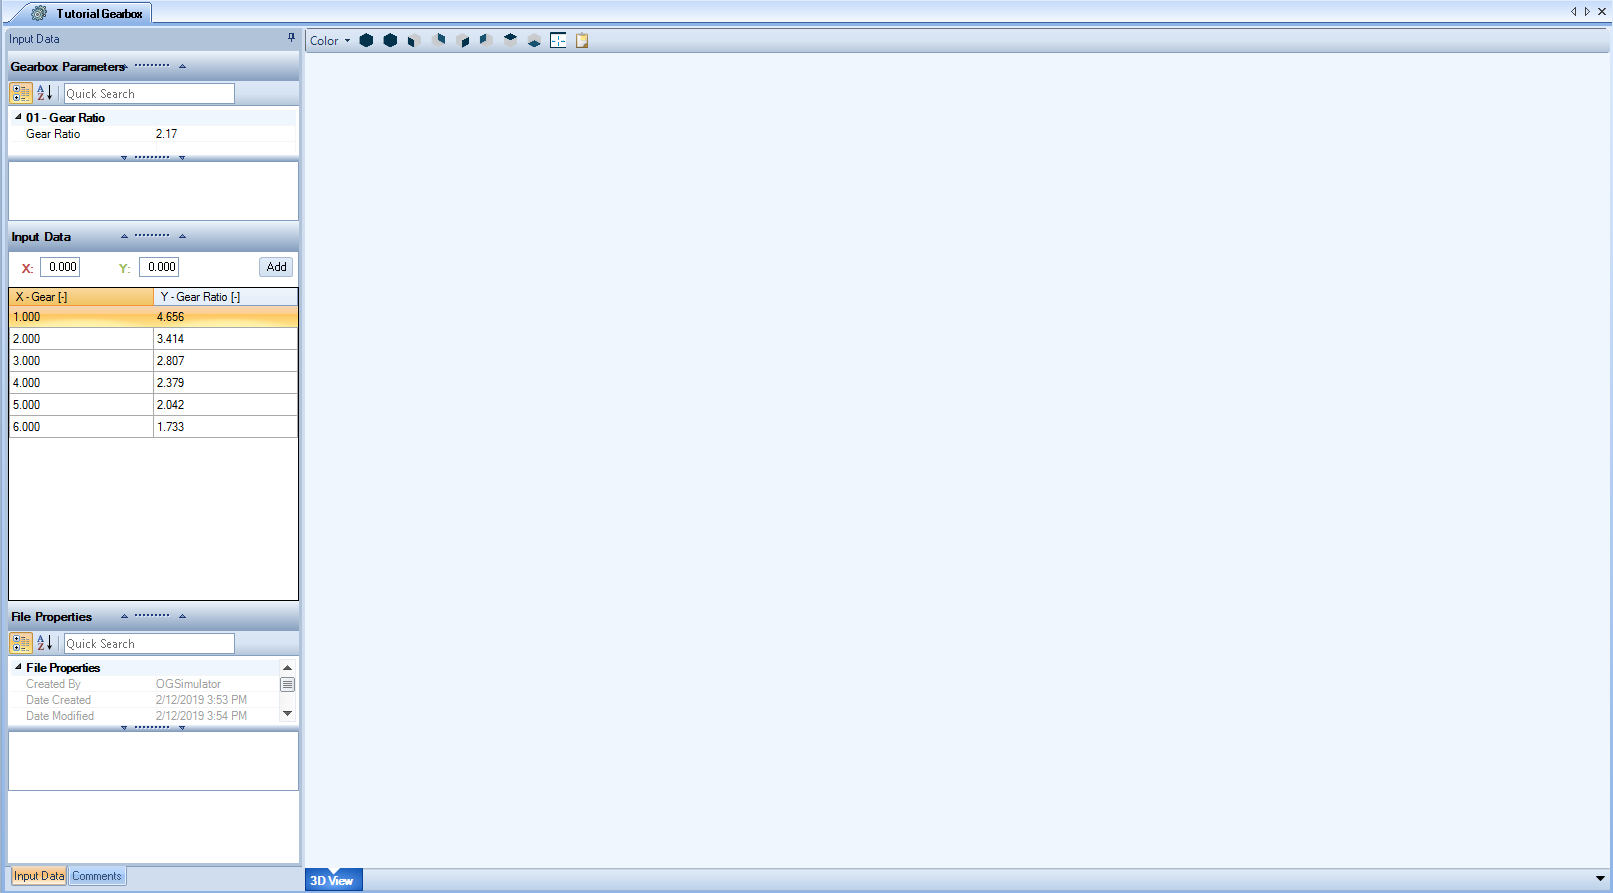 Tutorial Gearbox
Input Data
Color
Gearbox Parameters
Quick Search
01 - Gear Ratio
Gear Ratio 2.17
Input Data
X: 0.000 Y: 0.000 Add
X - Gear [-] Y - Gear Ratio [-]
1.000 4.656
2.000 3.414
3.000 2.807
4.000 2.379
5.000 2.042
6.000 1.733
File Properties
Quick Search
File Properties
Created By OGSimulator
Date Created 2/12/2019 3:53 PM
Date Modified 2/12/2019 3:54 PM
Input Data Comments
3D View